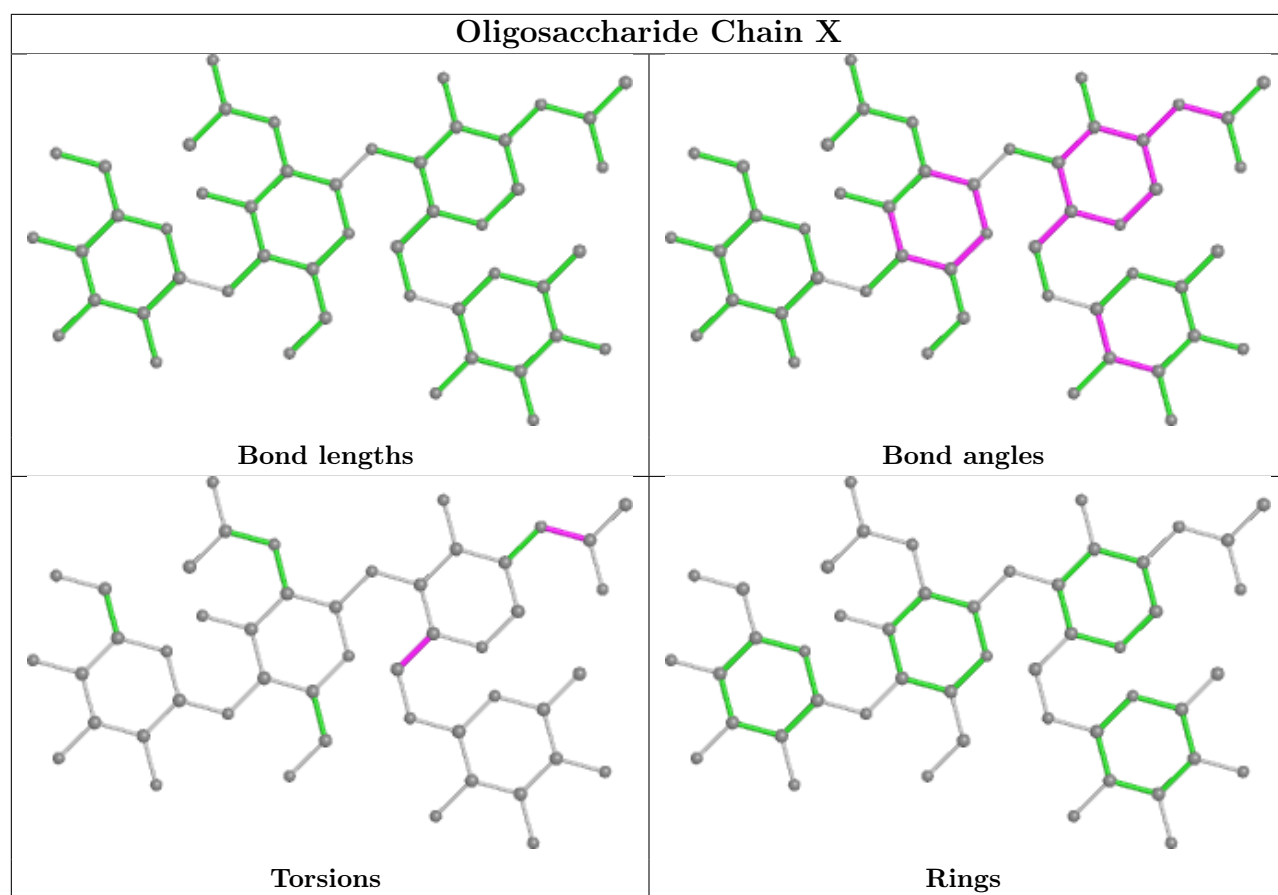 Oligosaccharide Chain X
Bond lengths
Bond angles
Torsions
Rings